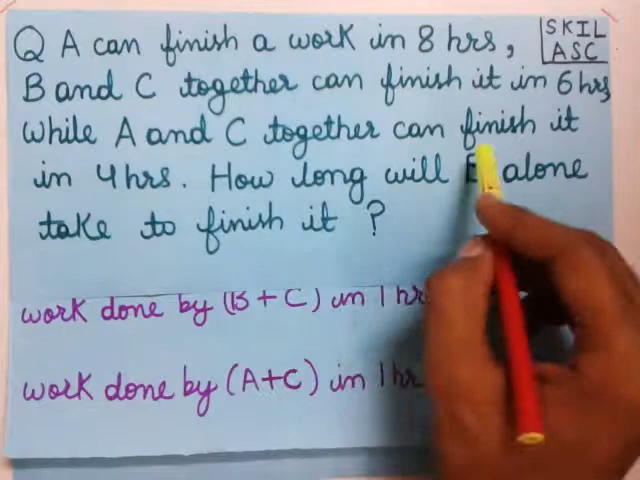 Q A can finish a work in 8 hrs,
SKIL
ASC
B and C together can finish it in 6 hrs
while A and C together can finish it
in 4 hrs. How long will B alone
take to finish it ?
work done by (B + C) in 1 hr
work done by (A+C) in 1 hr